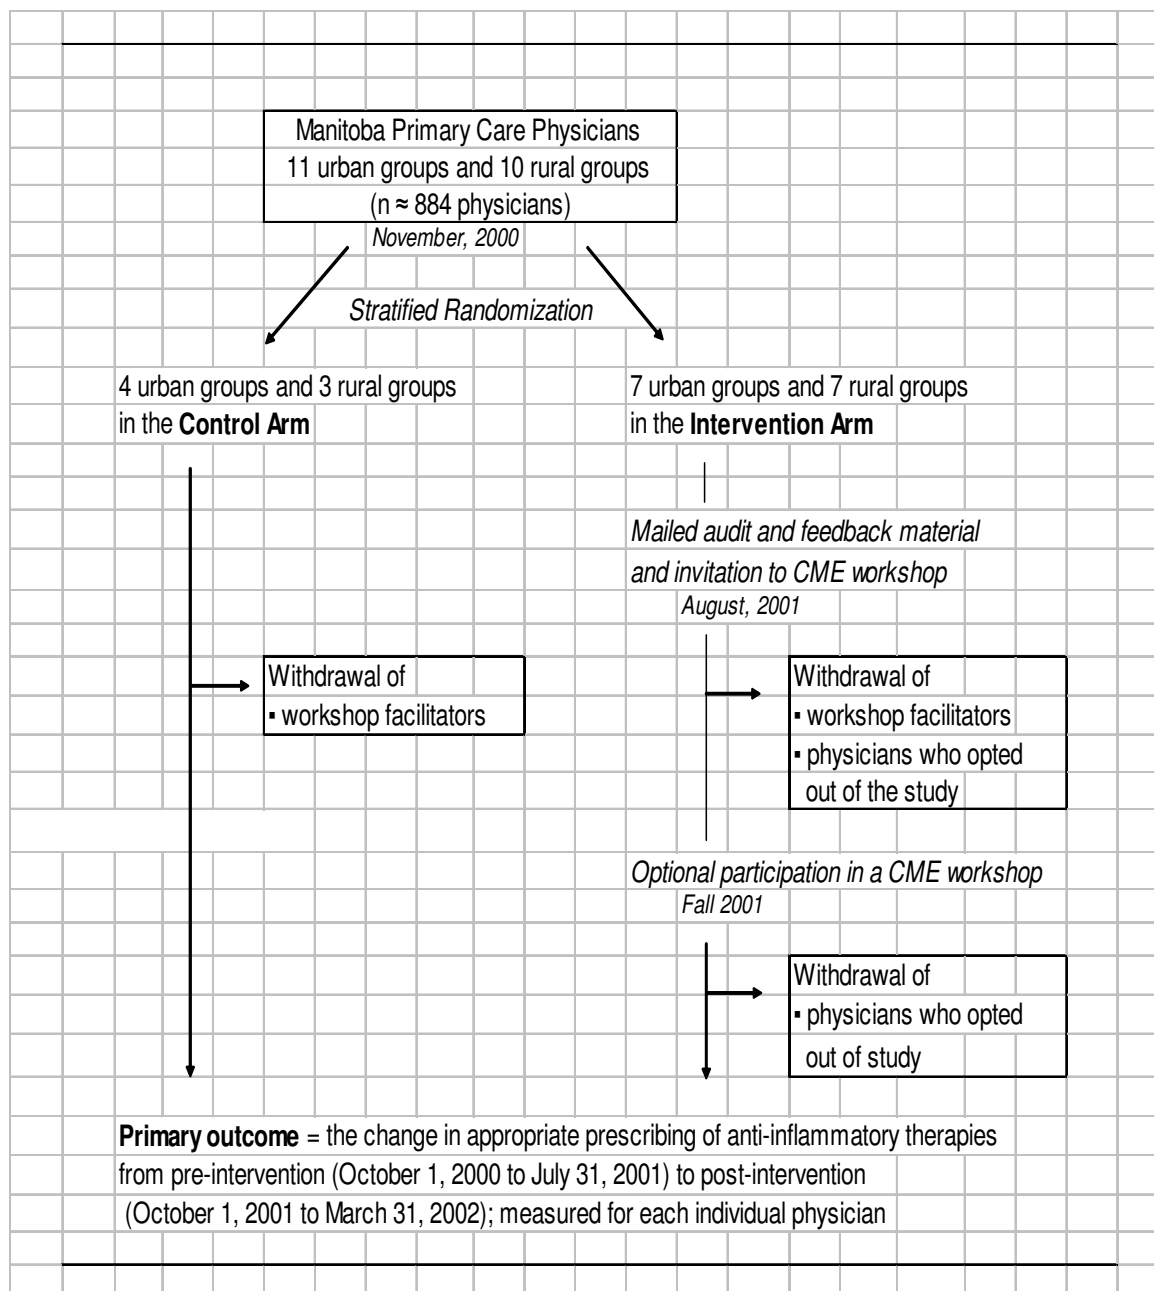 Manitoba Primary Care Physicians
11 urban groups and 10 rural groups
(n ≈ 884 physicians)
November, 2000
Stratified Randomization
4 urban groups and 3 rural groups
in the Control Arm
7 urban groups and 7 rural groups
in the Intervention Arm
Mailed audit and feedback material
and invitation to CME workshop
August, 2001
Withdrawal of
▪ workshop facilitators
Withdrawal of
▪ workshop facilitators
▪ physicians who opted
out of the study
Optional participation in a CME workshop
Fall 2001
Withdrawal of
▪ physicians who opted
out of study
Primary outcome = the change in appropriate prescribing of anti-inflammatory therapies
from pre-intervention (October 1, 2000 to July 31, 2001) to post-intervention
(October 1, 2001 to March 31, 2002); measured for each individual physician